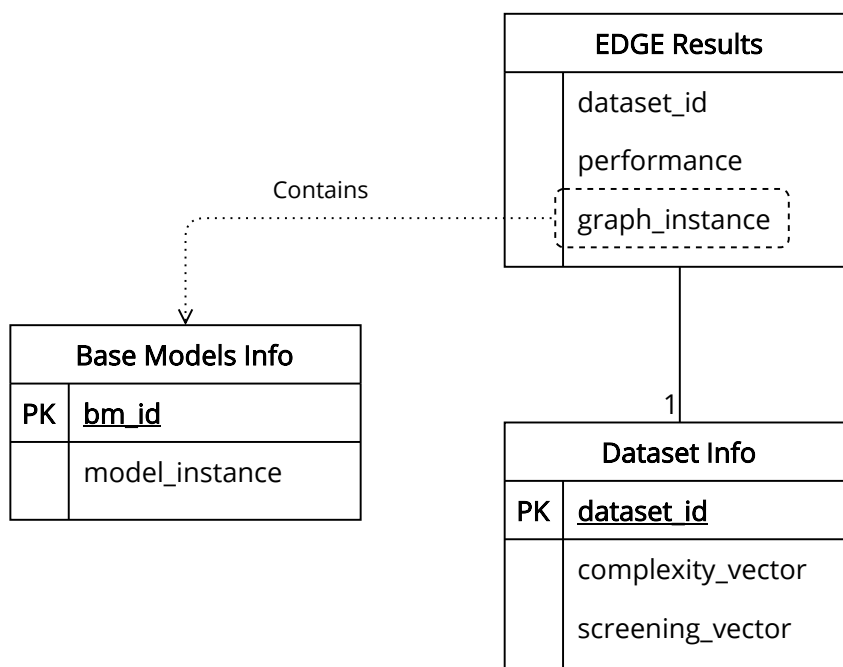 EDGE Results
dataset_id
performance
graph_instance
Contains
Base Models Info
PK bm_id
model_instance
1
Dataset Info
PK dataset_id
complexity_vector
screening_vector